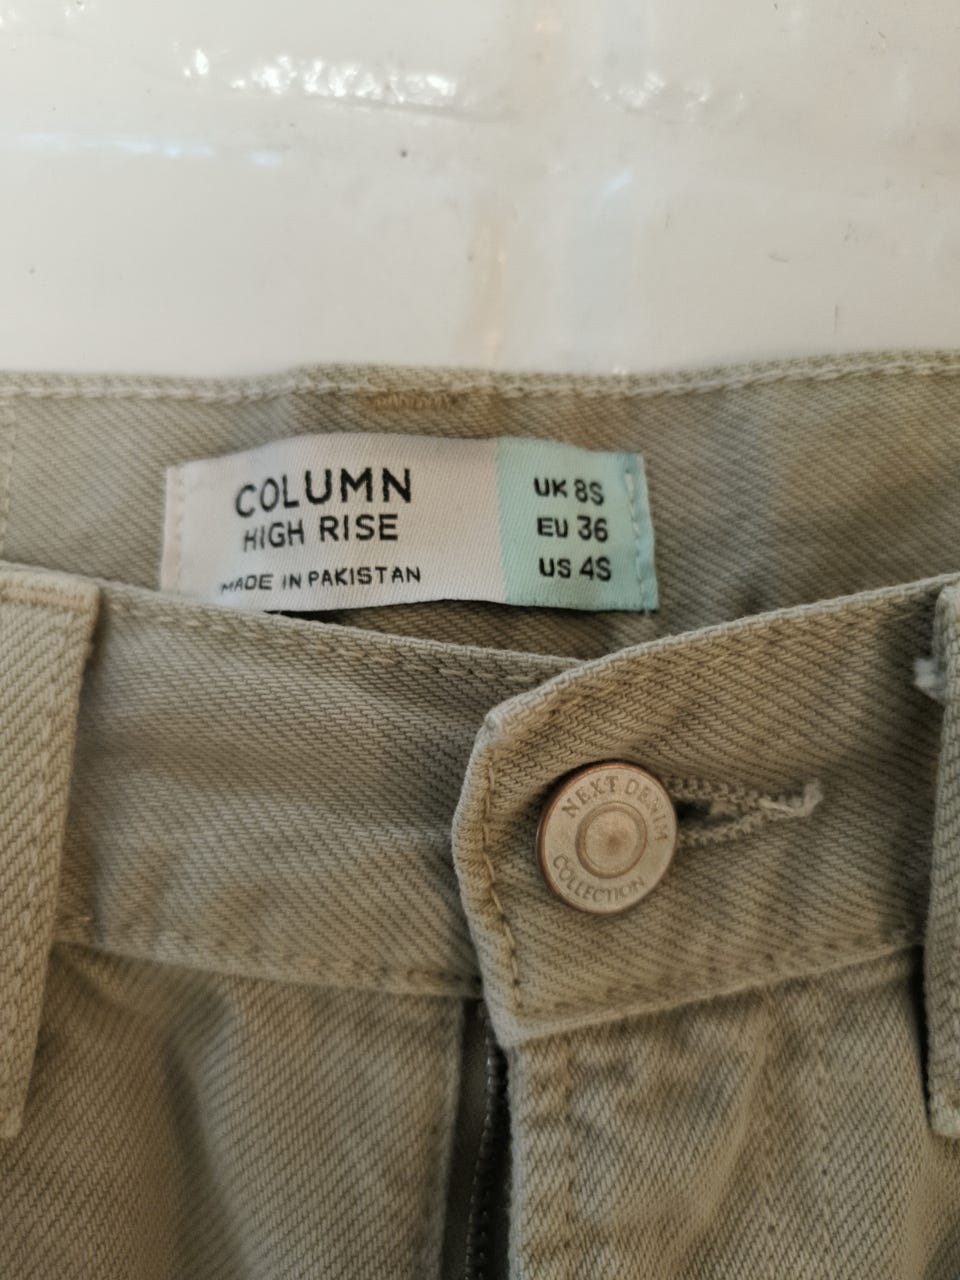 COLUMN
HIGH RISE
MADE IN PAKISTAN
UK 8S
EU 36
US 4S
NEXT DENIM
COLLECTION